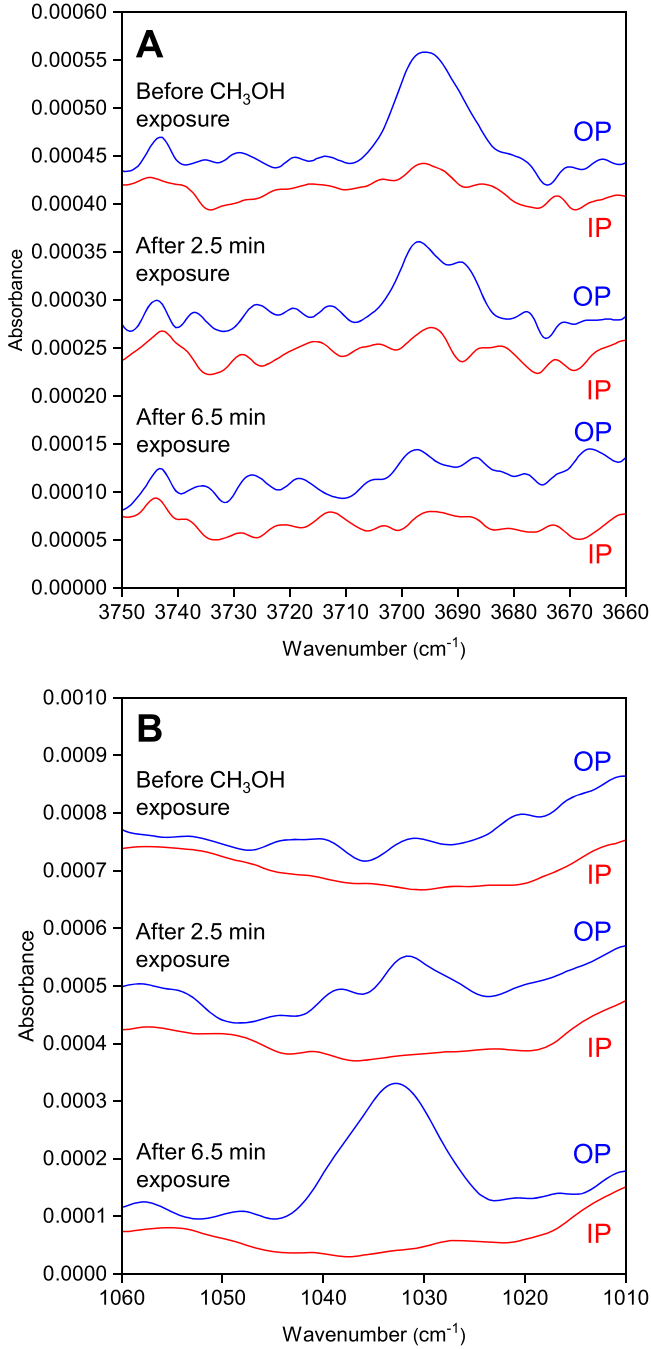 A
0.00060
0.00055
0.00050
0.00045
0.00040
0.00035
0.00030
0.00025
0.00020
0.00015
0.00010
0.00005
0.00000
Absorbance
Before CH₃OH
exposure
OP
IP
After 2.5 min
exposure
OP
IP
After 6.5 min
exposure
OP
IP
3750 3740 3730 3720 3710 3700 3690 3680 3670 3660
Wavenumber (cm⁻¹)
B
0.0010
0.0009
0.0008
0.0007
0.0006
0.0005
0.0004
0.0003
0.0002
0.0001
0.0000
Absorbance
Before CH₃OH
exposure
OP
IP
After 2.5 min
exposure
OP
IP
After 6.5 min
exposure
OP
IP
1060 1050 1040 1030 1020 1010
Wavenumber (cm⁻¹)